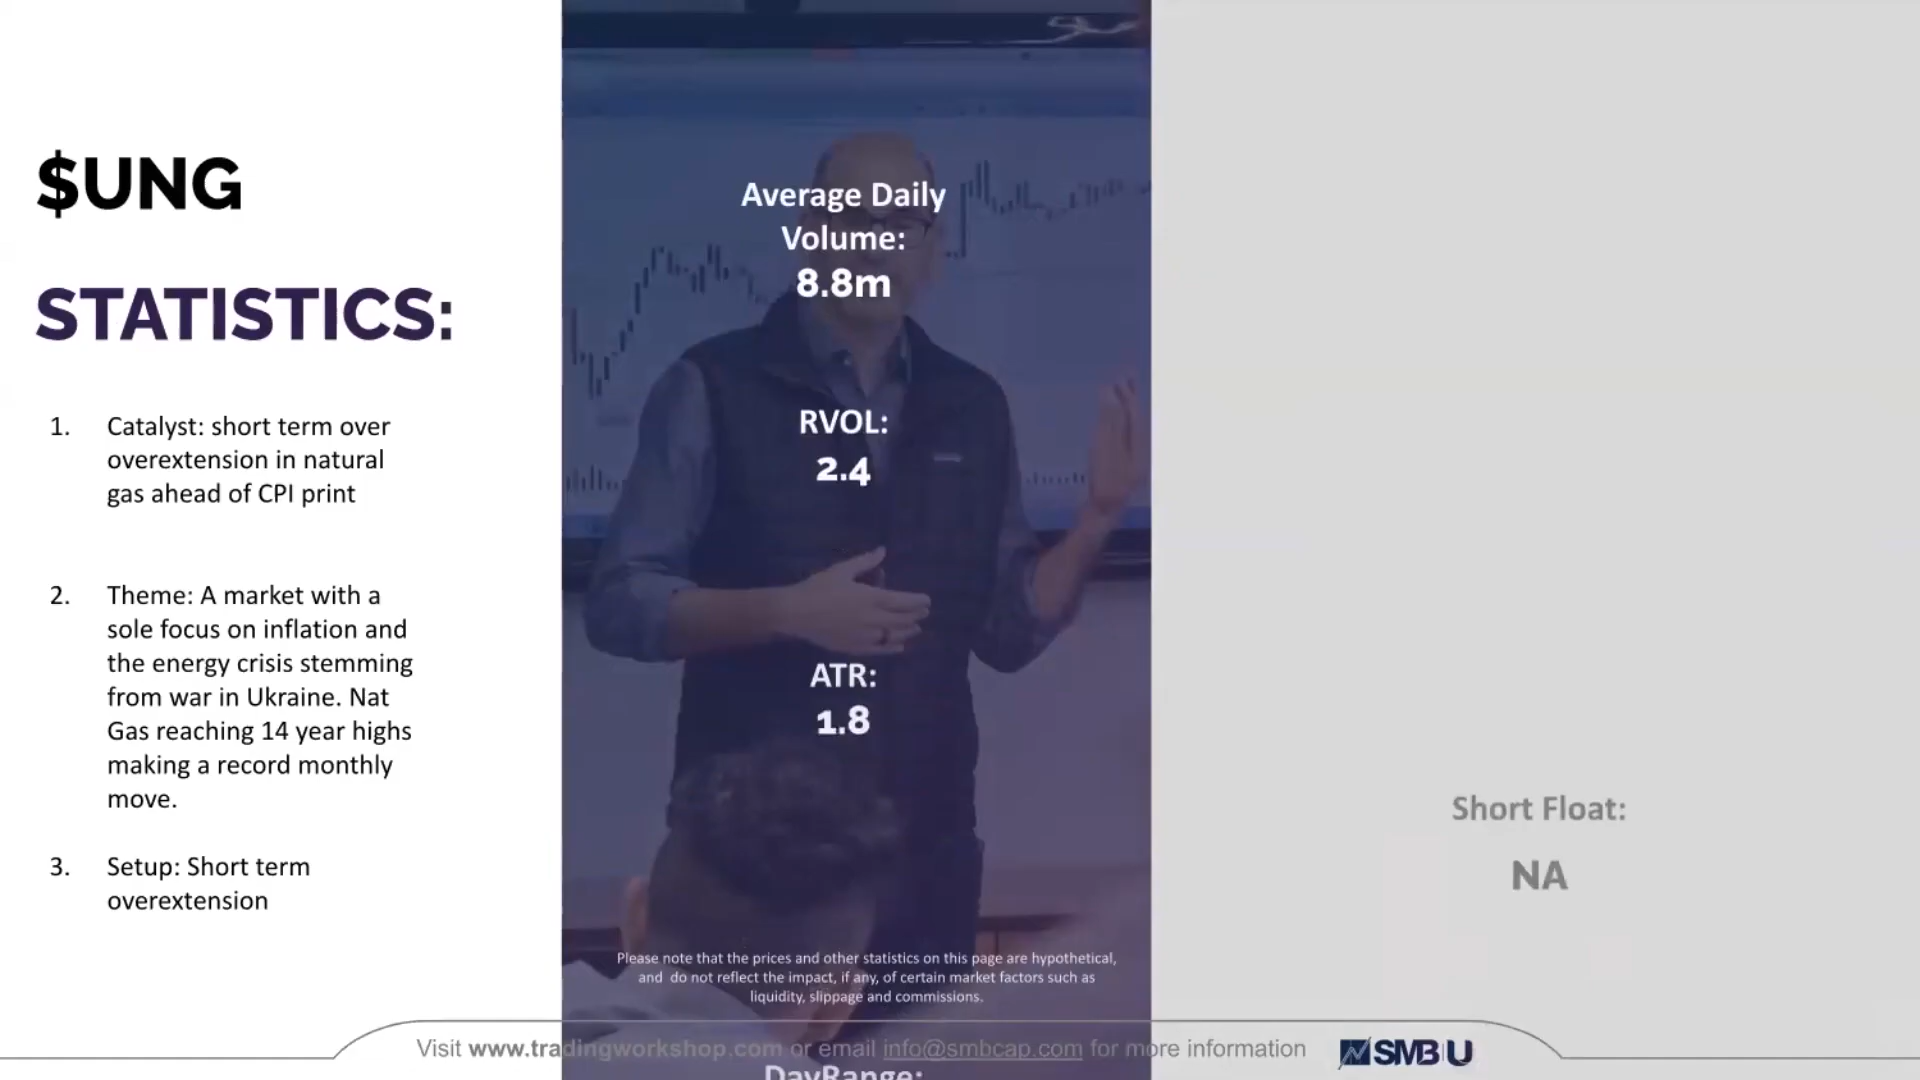 $UNG
STATISTICS:
1. Catalyst: short term over
overextension in natural
gas ahead of CPI print
2. Theme: A market with a
sole focus on inflation and
the energy crisis stemming
from war in Ukraine. Nat
Gas reaching 14 year highs
making a record monthly
move.
3. Setup: Short term
overextension
Average Daily
Volume:
8.8m
RVOL:
2.4
ATR:
1.8
Please note that the prices and other statistics on this page are hypothetical,
and do not reflect the impact, if any, of certain market factors such as
liquidity, slippage and commissions.
DayRange:
Short Float:
NA
Visit www.tradingworkshop.com or email info@smbcap.com for more information
SMBU